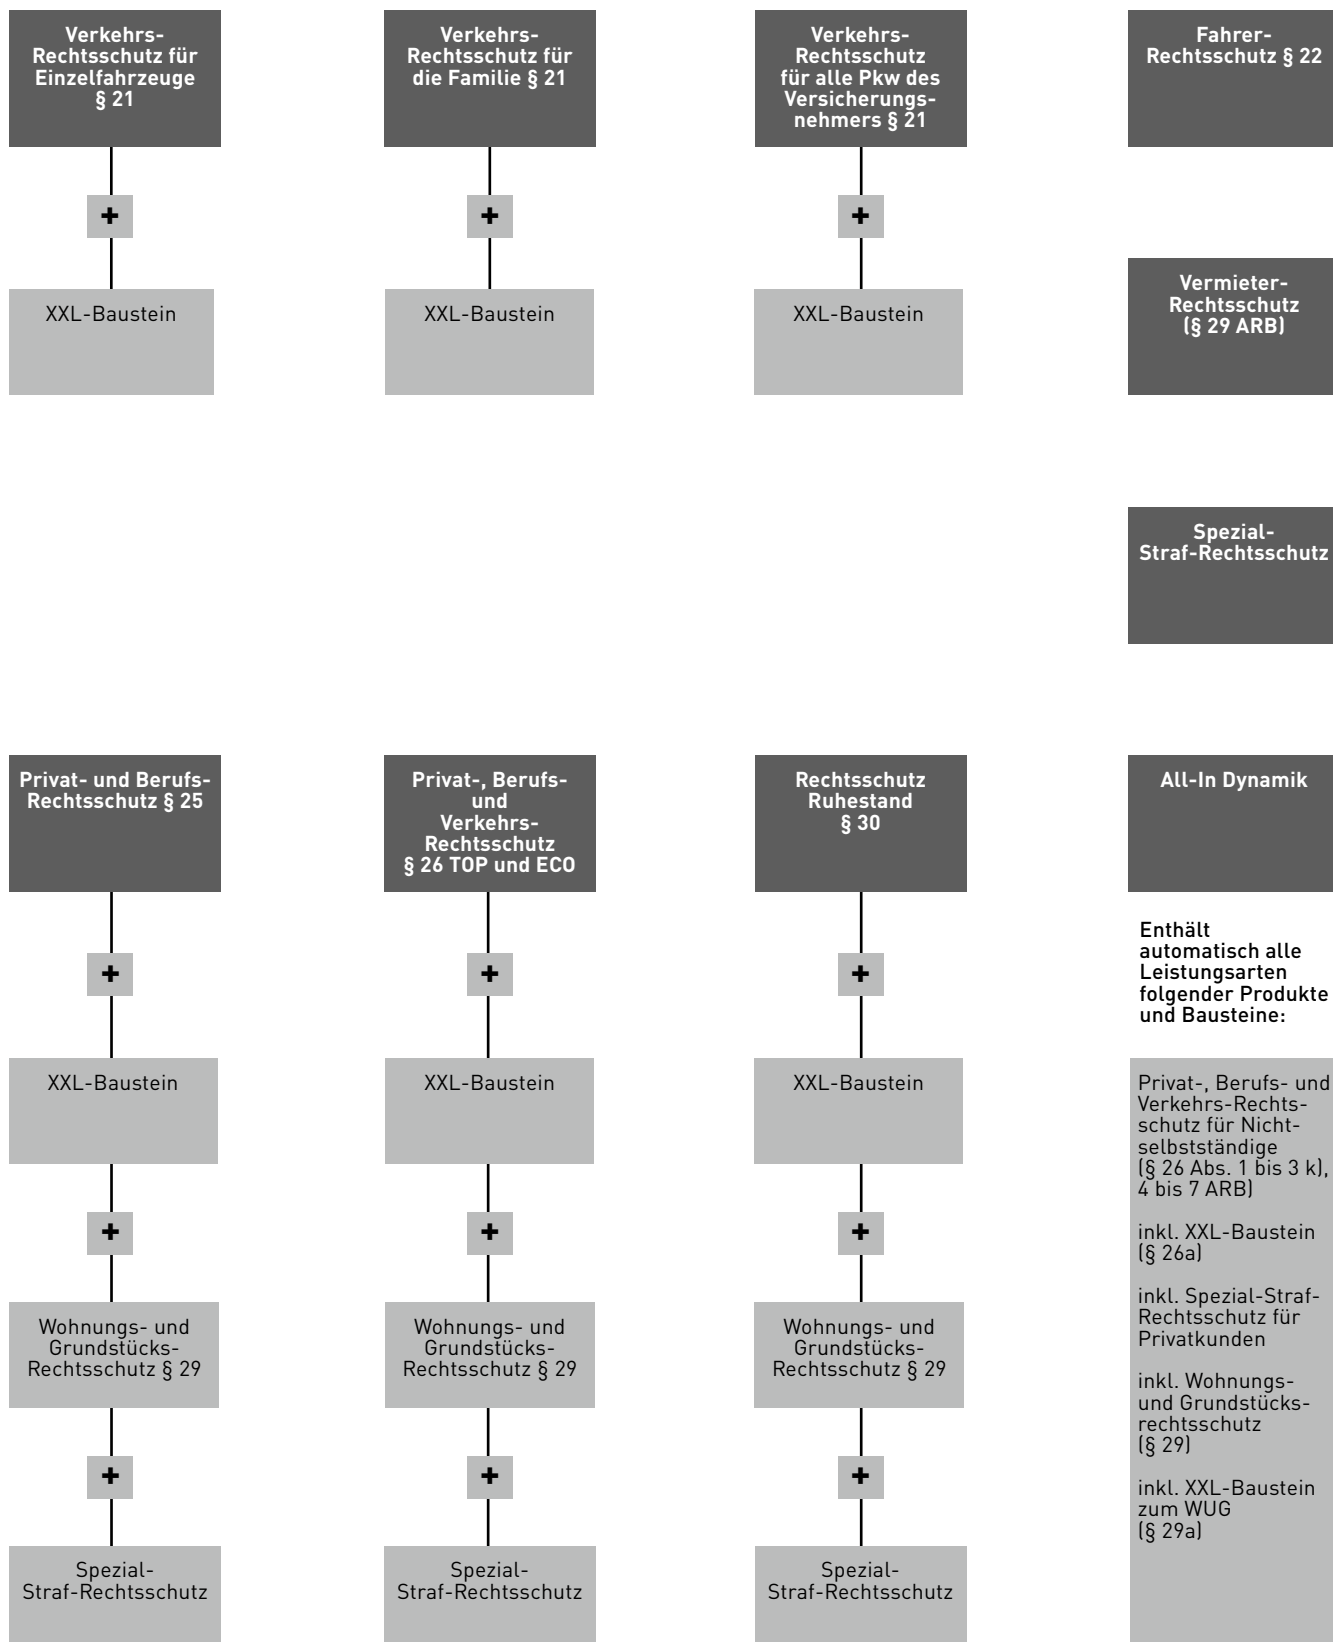 Verkehrs-
Rechtsschutz für
Einzelfahrzeuge
§ 21
Verkehrs-
Rechtsschutz für
die Familie § 21
Verkehrs-
Rechtsschutz
für alle Pkw des
Versicherungs-
nehmers § 21
Fahrer-
Rechtsschutz § 22
+
+
+
XXL-Baustein
XXL-Baustein
XXL-Baustein
Vermieter-
Rechtsschutz
(§ 29 ARB)
Spezial-
Straf-Rechtsschutz
Privat- und Berufs-
Rechtsschutz § 25
Privat-, Berufs-
und
Verkehrs-
Rechtsschutz
§ 26 TOP und ECO
Rechtsschutz
Ruhestand
§ 30
All-In Dynamik
+
+
+
Enthält
automatisch alle
Leistungsarten
folgender Produkte
und Bausteine:
XXL-Baustein
XXL-Baustein
XXL-Baustein
+
+
+
Wohnungs- und
Grundstücks-
Rechtsschutz § 29
Wohnungs- und
Grundstücks-
Rechtsschutz § 29
Wohnungs- und
Grundstücks-
Rechtsschutz § 29
+
+
+
Spezial-
Straf-Rechtsschutz
Spezial-
Straf-Rechtsschutz
Spezial-
Straf-Rechtsschutz
Privat-, Berufs- und
Verkehrs-Rechts-
schutz für Nicht-
selbstständige
(§ 26 Abs. 1 bis 3 k),
4 bis 7 ARB)
inkl. XXL-Baustein
(§ 26a)
inkl. Spezial-Straf-
Rechtsschutz für
Privatkunden
inkl. Wohnungs-
und Grundstücks-
rechtsschutz
(§ 29)
inkl. XXL-Baustein
zum WUG
(§ 29a)